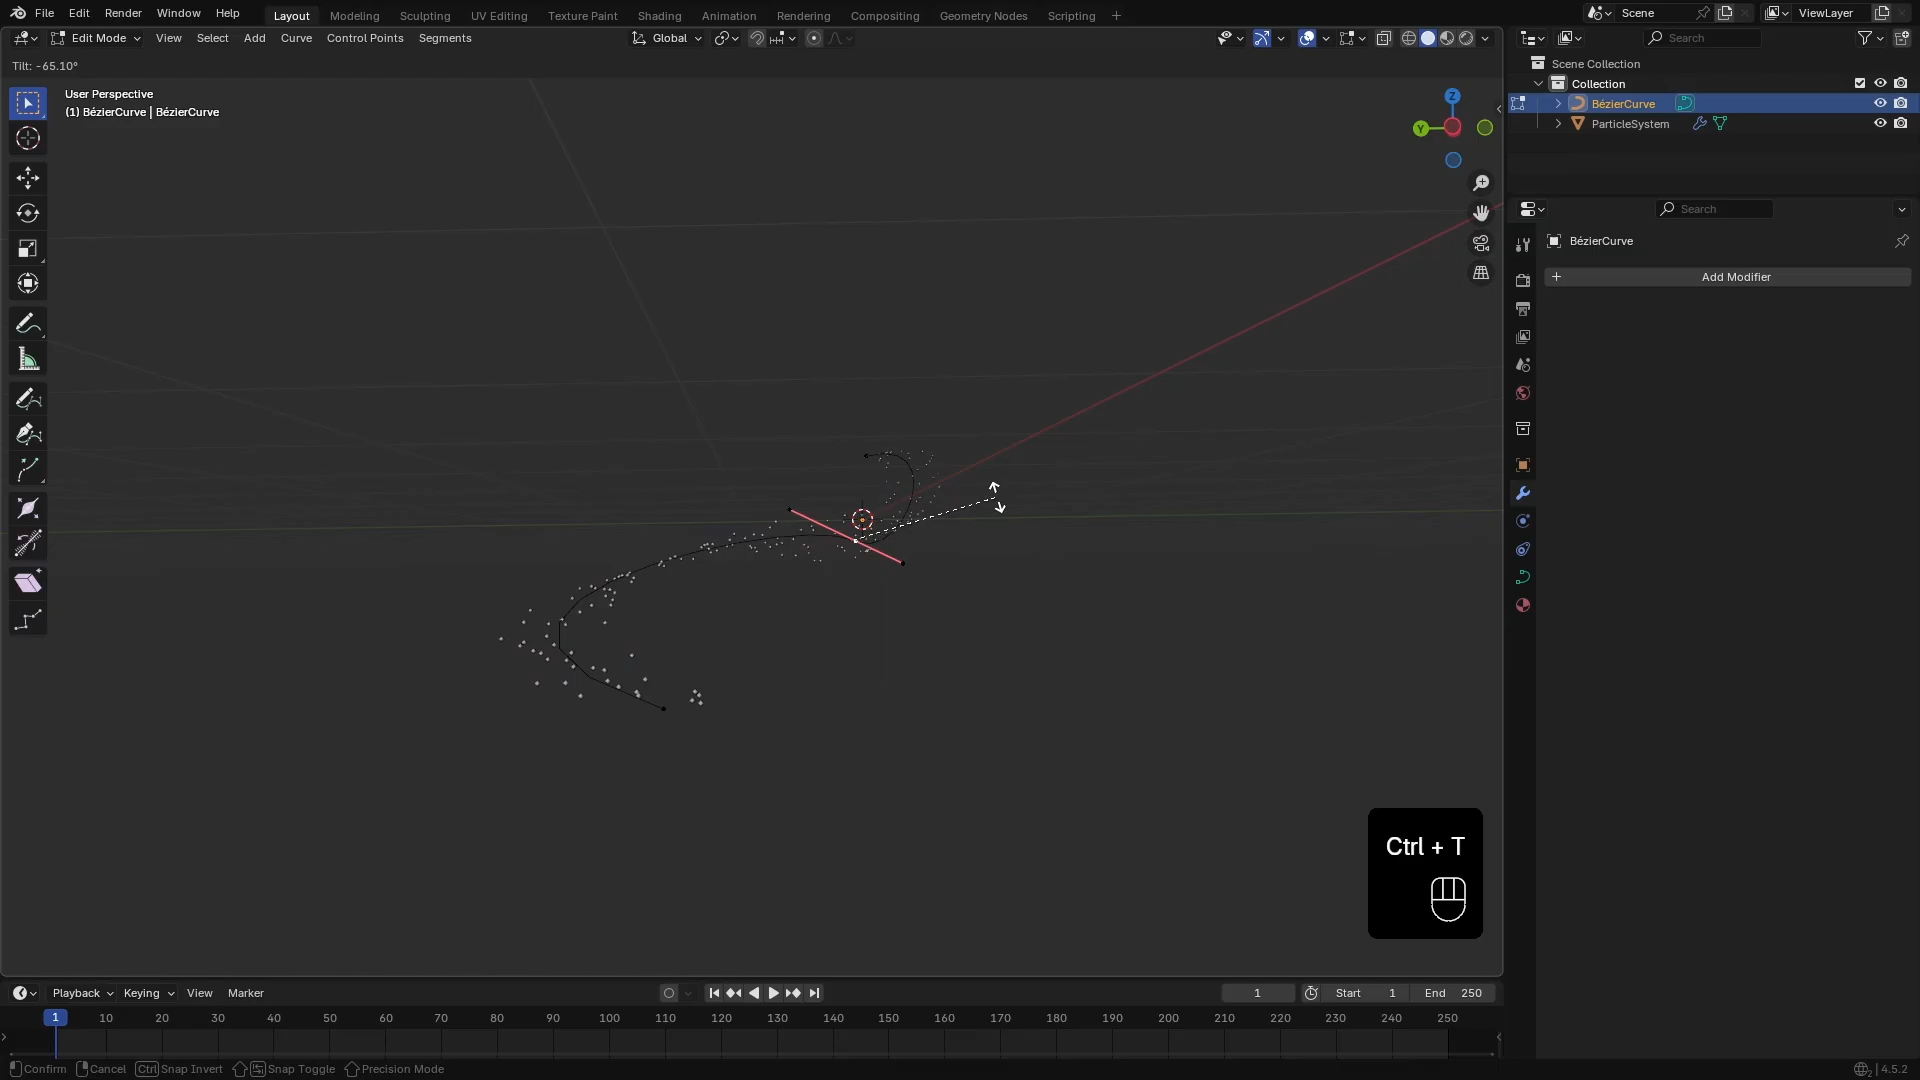 File Edit Render Window Help Layout Modeling Sculpting UV Editing Texture Paint Shading Animation Rendering Compositing Geometry Nodes Scripting Scene ViewLayer
Edit Mode View Select Add Curve Control Points Segments Global Search
Tilt: -65.10°
Scene Collection
Collection
BézierCurve
ParticleSystem
User Perspective
(1) BézierCurve | BézierCurve
Z
Y
Search
BézierCurve
Add Modifier
Ctrl + T
Playback Keying View Marker 1 Start 1 End 250
1 10 20 30 40 50 60 70 80 90 100 110 120 130 140 150 160 170 180 190 200 210 220 230 240 250
Confirm Cancel Ctrl Snap Invert Snap Toggle Precision Mode 4.5.2